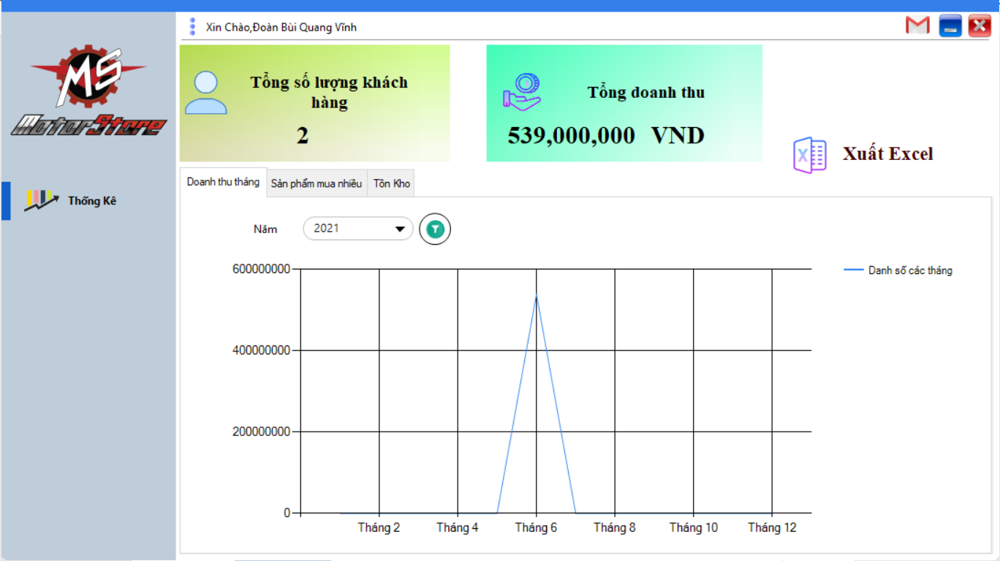 Xin Chào,Đoàn Bùi Quang Vĩnh
MS
MotorStore
Thống Kê
Tổng số lượng khách
hàng
2
Tổng doanh thu
539,000,000 VND
Xuất Excel
Doanh thu tháng
Sản phẩm mua nhiều
Tồn Kho
Năm
2021
600000000
400000000
200000000
0
Tháng 2
Tháng 4
Tháng 6
Tháng 8
Tháng 10
Tháng 12
Danh số các tháng